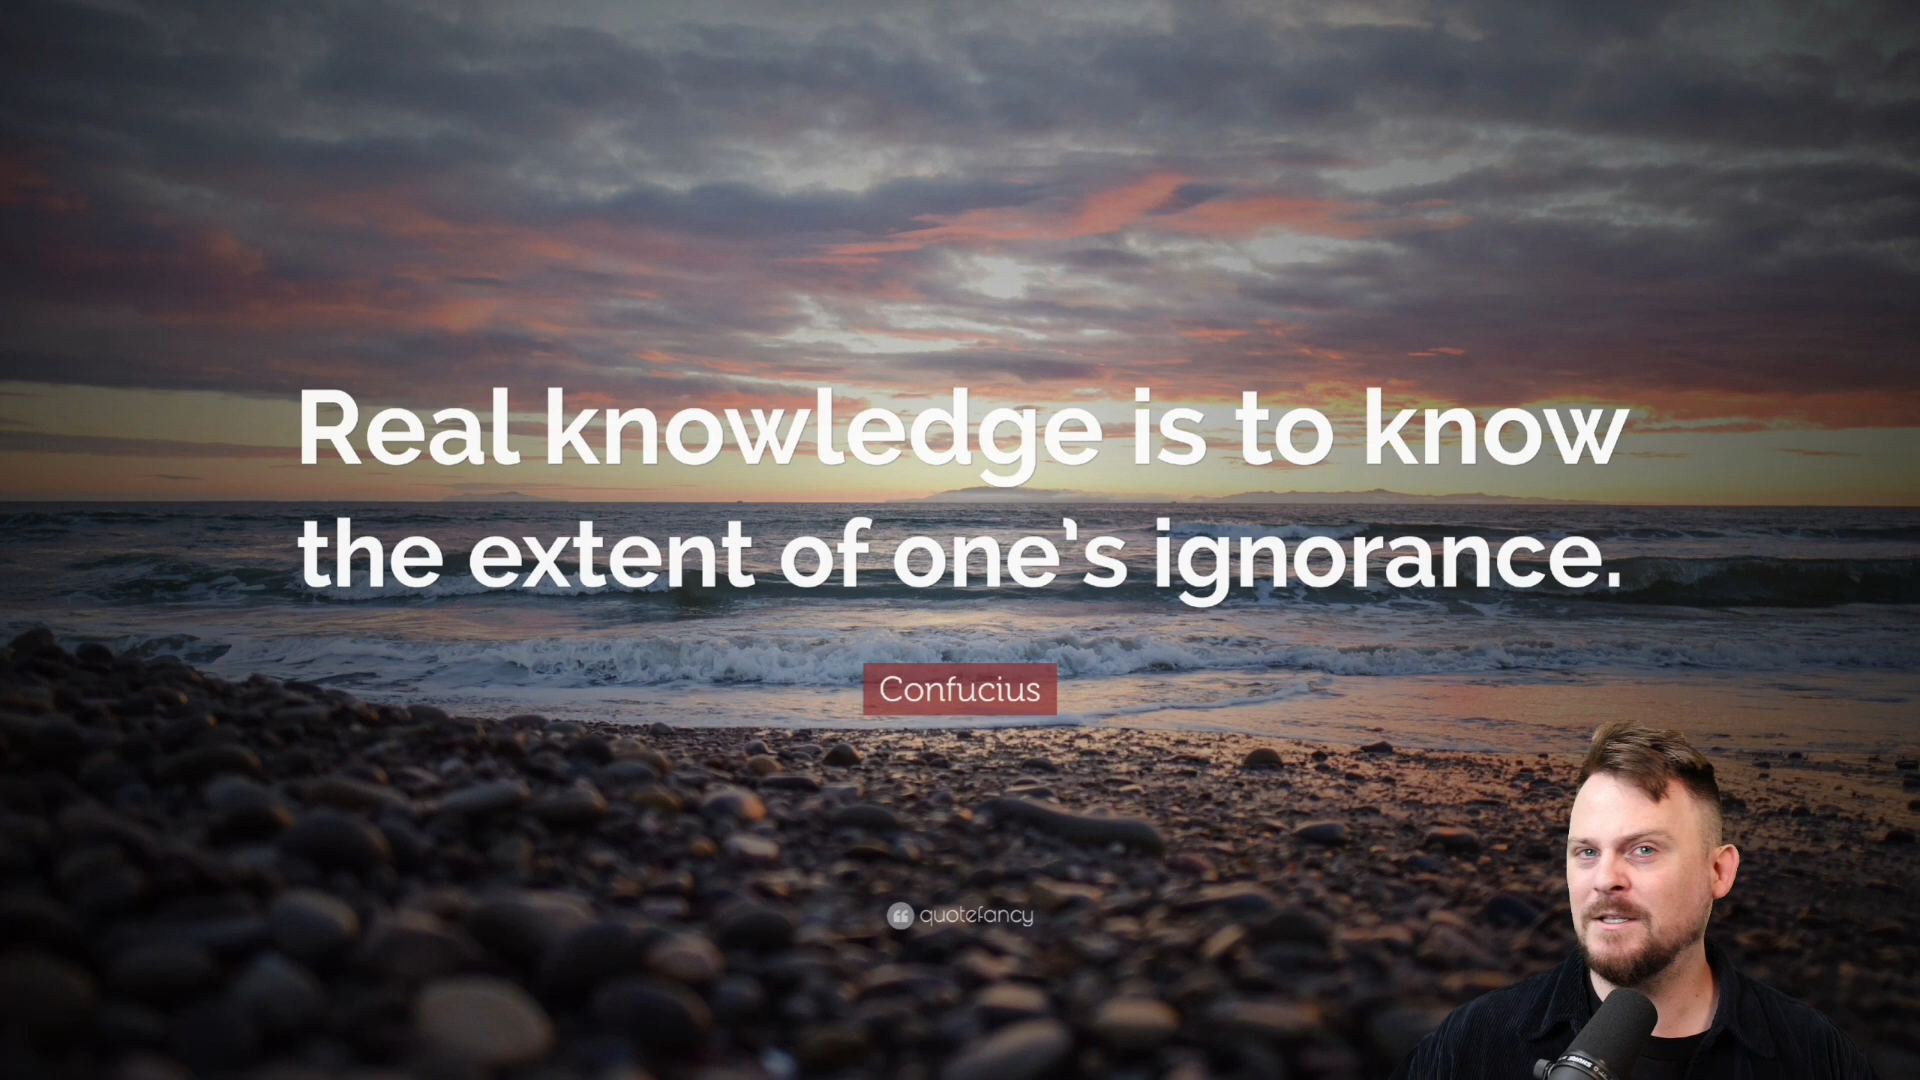 Real knowledge is to know
the extent of one’s ignorance.
Confucius
quotefancy